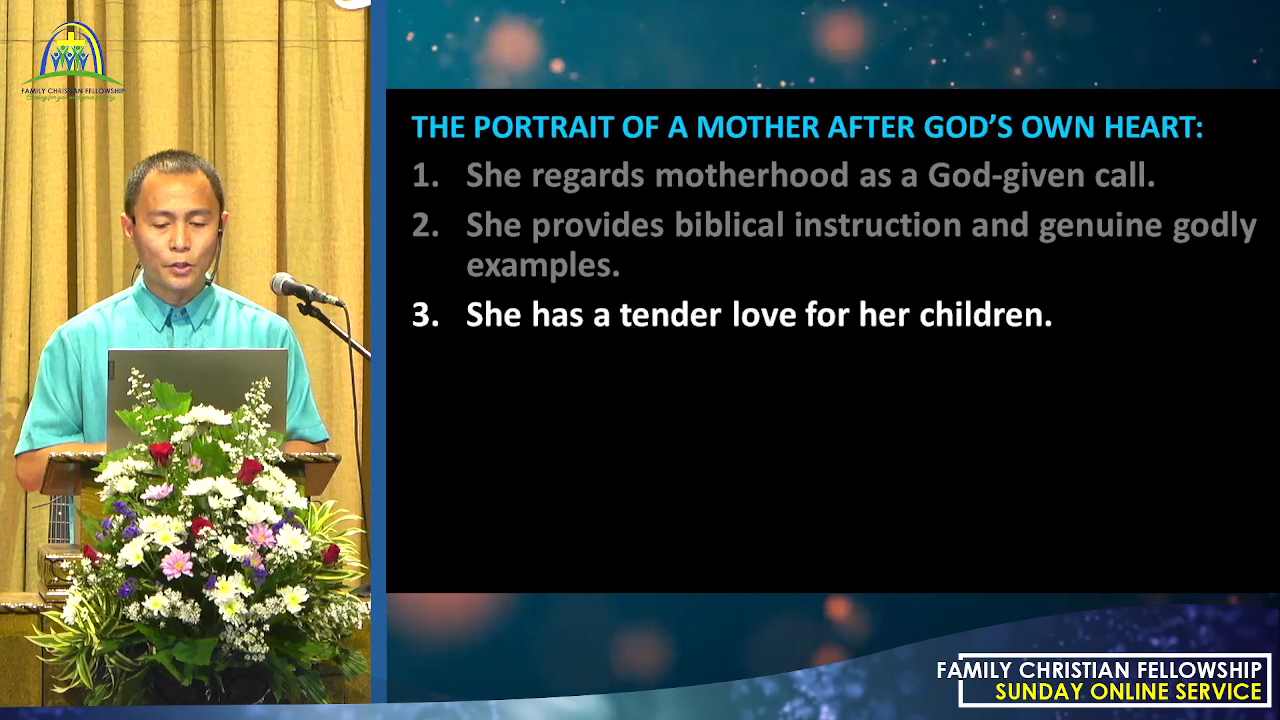 FAMILY CHRISTIAN FELLOWSHIP
THE PORTRAIT OF A MOTHER AFTER GOD'S OWN HEART:
1. She regards motherhood as a God-given call.
2. She provides biblical instruction and genuine godly
examples.
3. She has a tender love for her children.
FAMILY CHRISTIAN FELLOWSHIP
SUNDAY ONLINE SERVICE